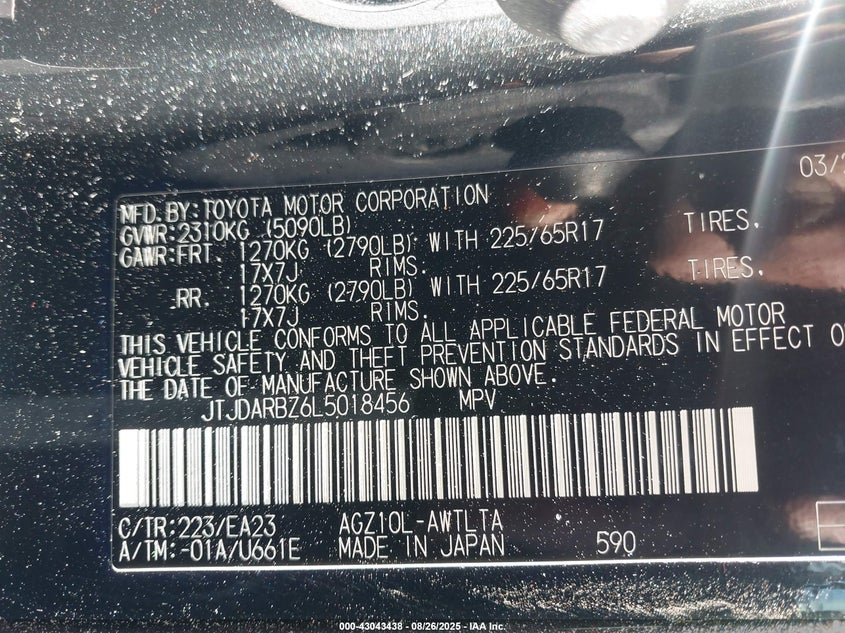 03/2
MFD.BY:TOYOTA MOTOR CORPORATION
GVWR:2310KG (5090LB)
GAWR:FRT. 1270KG (2790LB) WITH 225/65R17 TIRES.
17X7J RIMS.
RR. 1270KG (2790LB) WITH 225/65R17 TIRES.
17X7J RIMS.
THIS VEHICLE CONFORMS TO ALL APPLICABLE FEDERAL MOTOR
VEHICLE SAFETY AND THEFT PREVENTION STANDARDS IN EFFECT O
THE DATE OF MANUFACTURE SHOWN ABOVE.
JTJDARBZ6L5018456 MPV
C/TR:223/EA23 AGZ10L-AWTLTA
A/TM:-01A/U661E MADE IN JAPAN 590
000-43043438 - 08/26/2025 - IAA Inc.